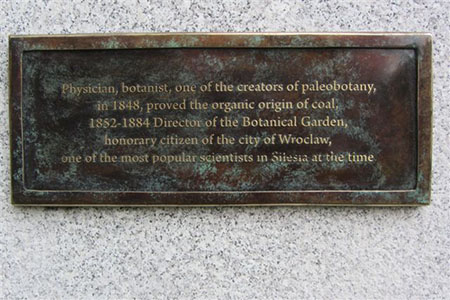 Physician, botanist, one of the creators of paleobotany,
in 1848, proved the organic origin of coal,
1852-1884 Director of the Botanical Garden,
honorary citizen of the city of Wroclaw,
one of the most popular scientists in Silesia at the time